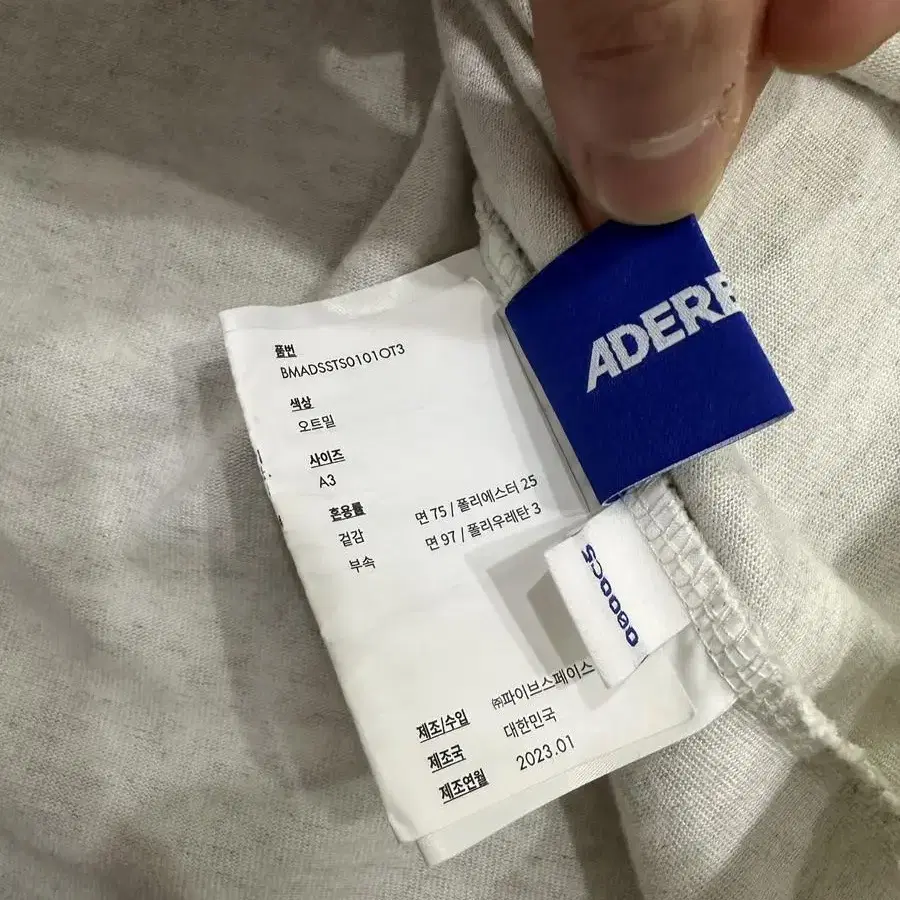 품번
BMADSSTS0101OT3
색상
오트밀
사이즈
A3
혼용률
겉감 면 75 / 폴리에스터 25
부속 면 97 / 폴리우레탄 3
제조/수입 ㈜파이브스페이스
제조국 대한민국
제조연월 2023.01
ADERE